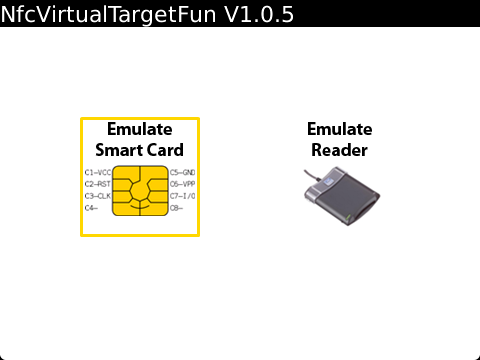 NfcVirtualTargetFun V1.0.5
Emulate
Smart Card
C1-VCC
C2-RST
C3-CLK
C4-
C5-GND
C6-VPP
C7-I/O
C8-
Emulate
Reader